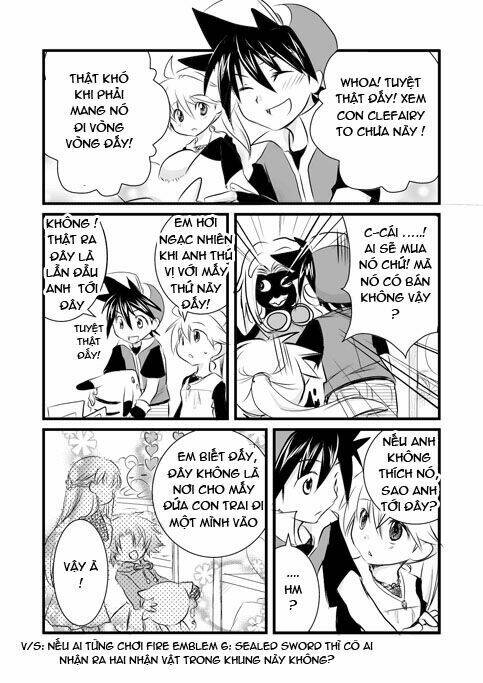 WHOA! TUYỆT
THẬT ĐẤY! XEM
CON CLEFAIRY
TO CHƯA NÀY !
THẬT KHÓ
KHI PHẢI
MANG NÓ
ĐI VÒNG
VÒNG ĐẤY!
C-CÁI .....!
AI SẼ MUA
NÓ CHỨ! MÀ
NÓ CÓ BÁN
KHÔNG VẬY
?
EM HƠI
NGẠC NHIÊN
KHI ANH THÚ
VỊ VỚI MẤY
THỨ NÀY
ĐẤY!
KHÔNG !
THẬT RA
ĐÂY LÀ
LẦN ĐẦU
ANH TỚI
ĐÂY
TUYỆT
THẬT
ĐẤY!
NẾU ANH
KHÔNG
THÍCH NÓ,
SAO ANH
TỚI ĐÂY?
....
HM
?
EM BIẾT ĐẤY,
ĐÂY KHÔNG LÀ
NƠI CHO MẤY
ĐỨA CON TRAI ĐI
MỘT MÌNH VÀO
VẬY À
!
V/S: NẾU AI TỪNG CHƠI FIRE EMBLEM 6: SEALED SWORD THÌ CÓ AI
NHẬN RA HAI NHÂN VẬT TRONG KHUNG NÀY KHÔNG?